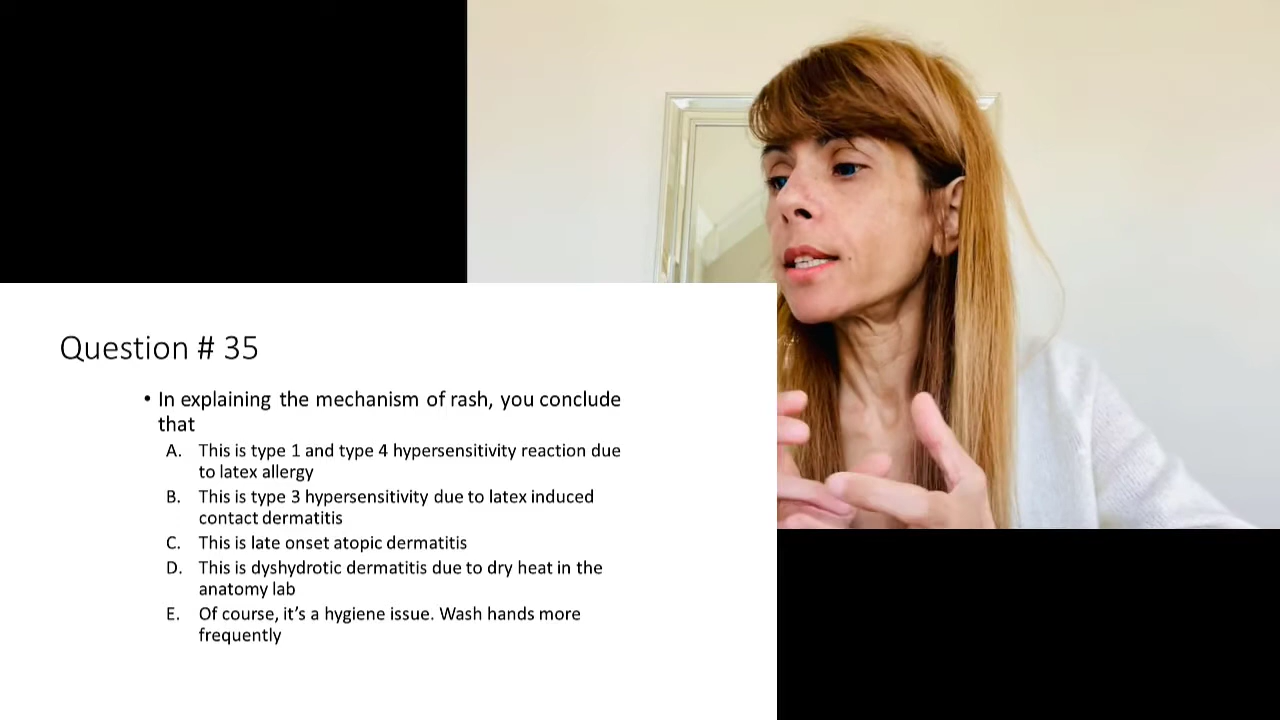 Question # 35
• In explaining the mechanism of rash, you conclude
that
A. This is type 1 and type 4 hypersensitivity reaction due
to latex allergy
B. This is type 3 hypersensitivity due to latex induced
contact dermatitis
C. This is late onset atopic dermatitis
D. This is dyshydrotic dermatitis due to dry heat in the
anatomy lab
E. Of course, it’s a hygiene issue. Wash hands more
frequently